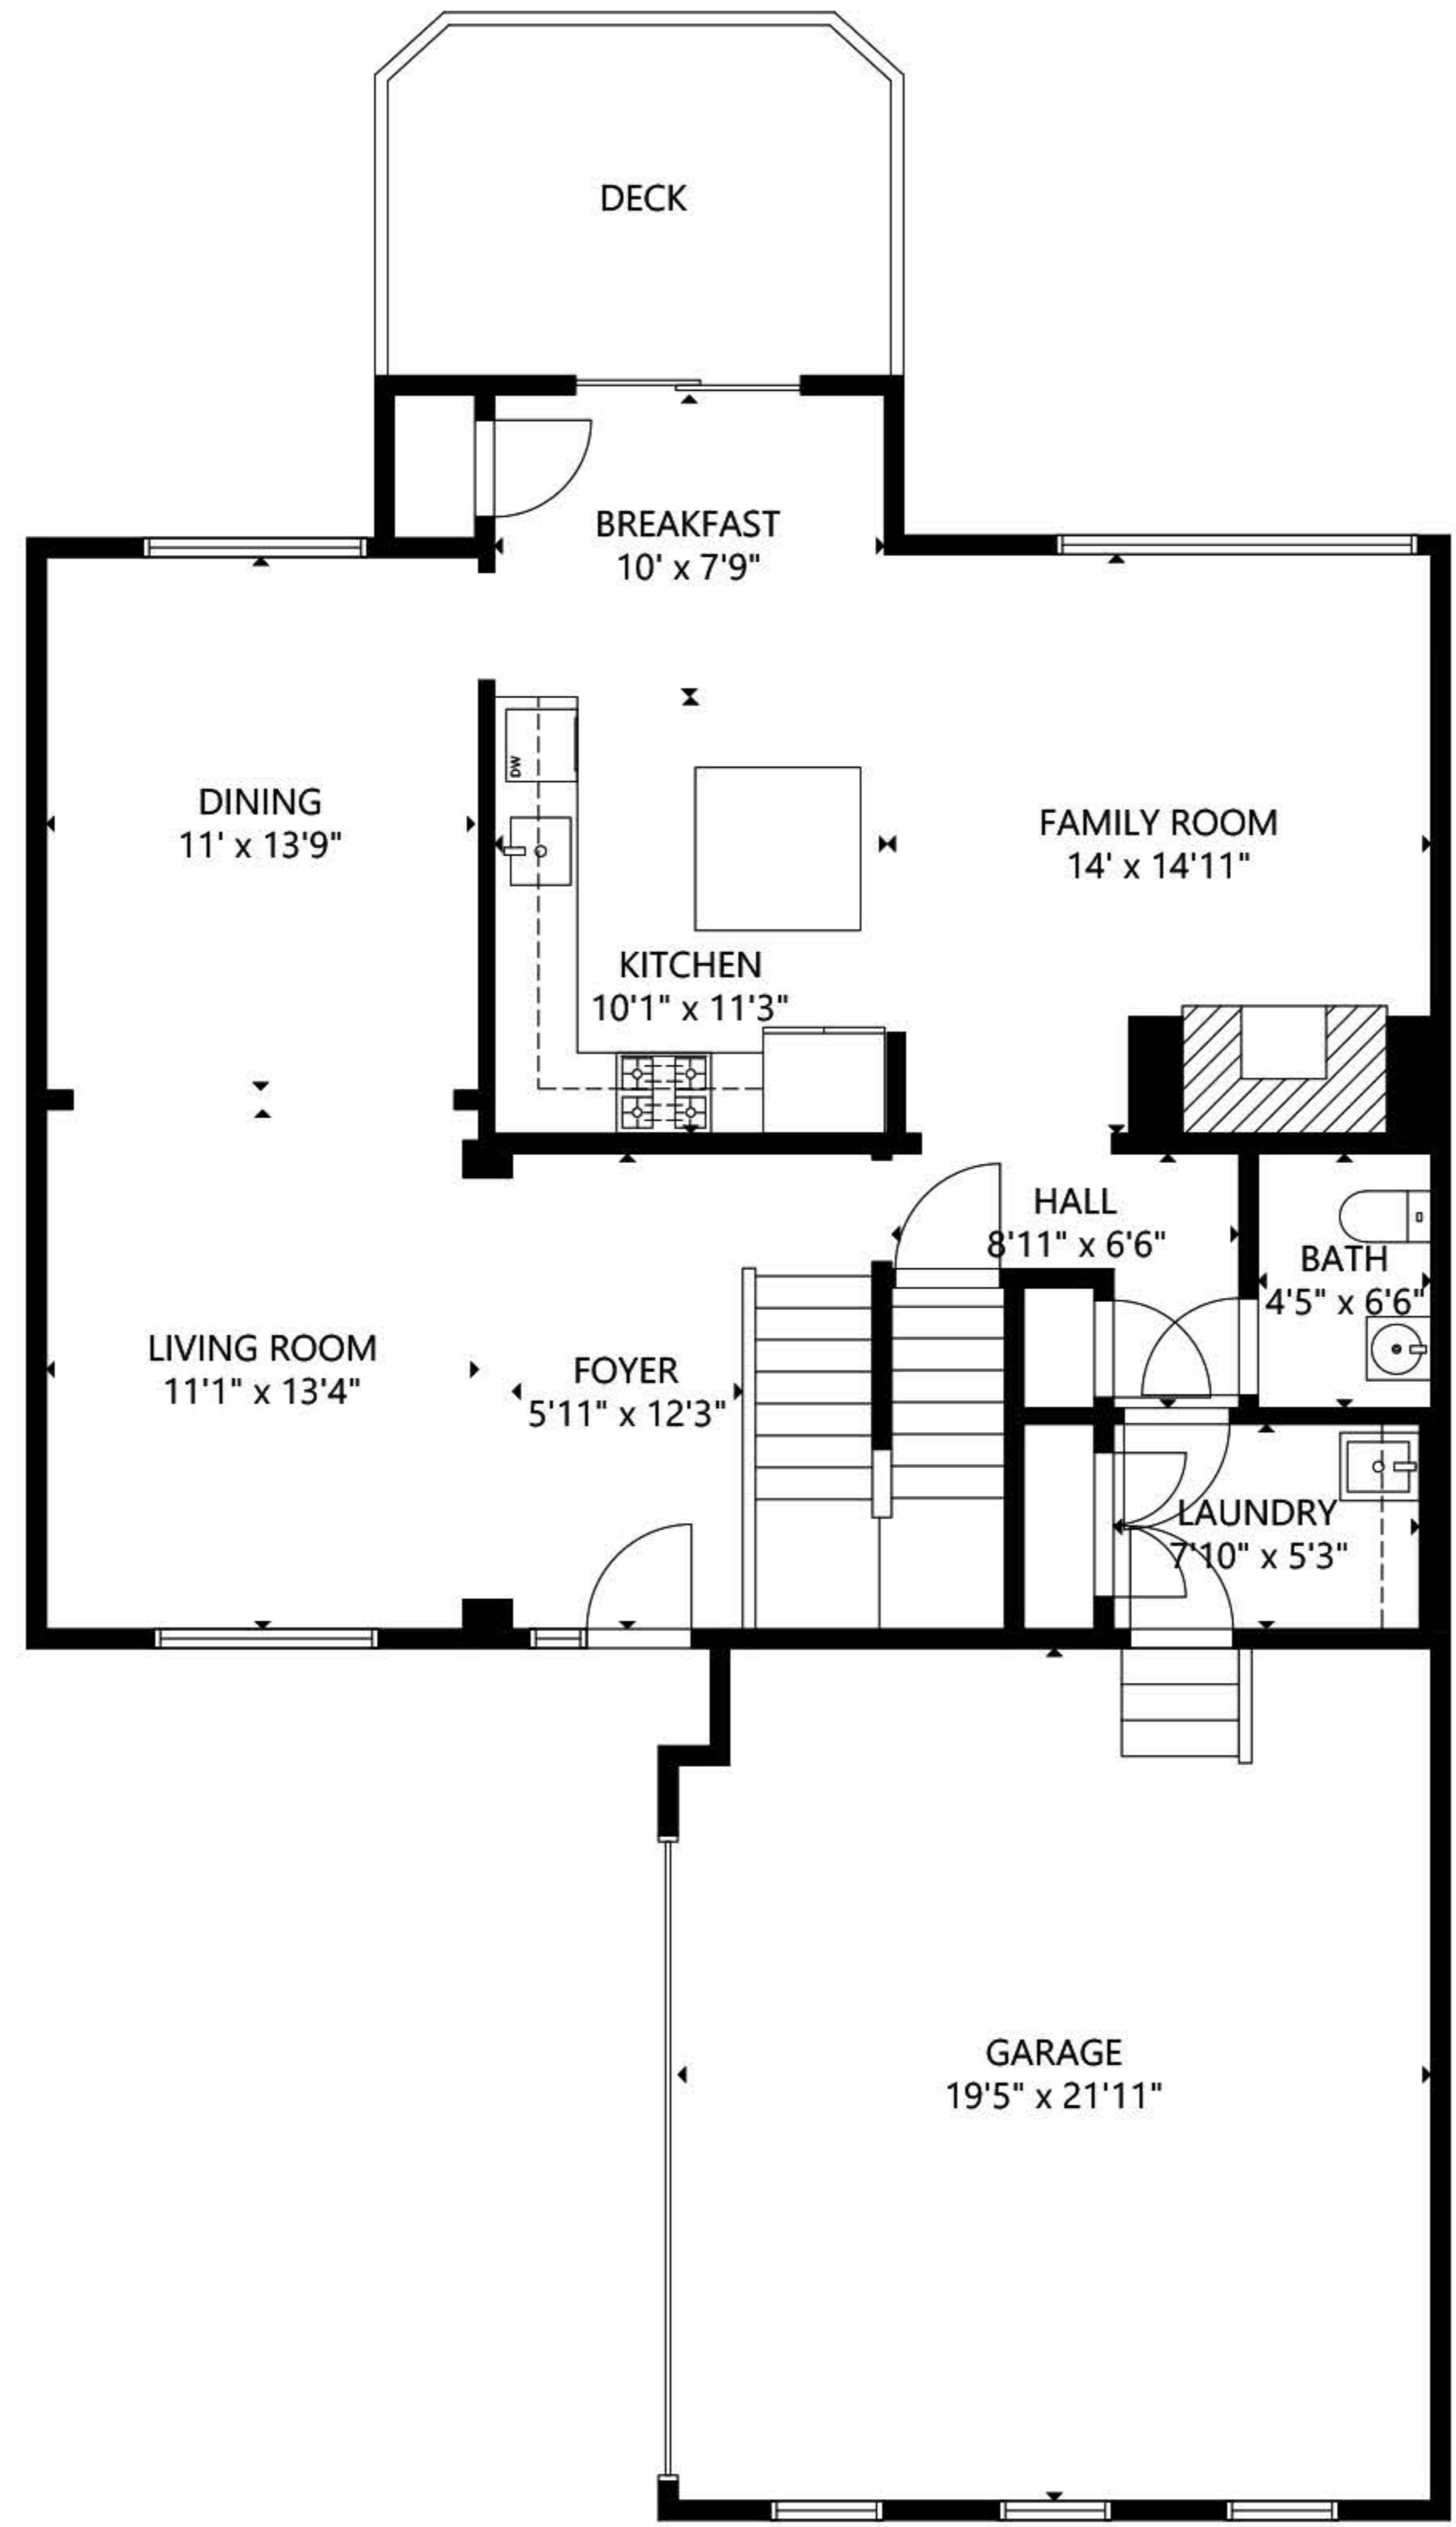 DECK
BREAKFAST
10' x 7'9"
DINING
11' x 13'9"
DW
FAMILY ROOM
14' x 14'11"
KITCHEN
10'1" x 11'3"
HALL
8'11" x 6'6"
BATH
4'5" x 6'6"
LIVING ROOM
11'1" x 13'4"
FOYER
5'11" x 12'3"
LAUNDRY
7'10" x 5'3"
GARAGE
19'5" x 21'11"